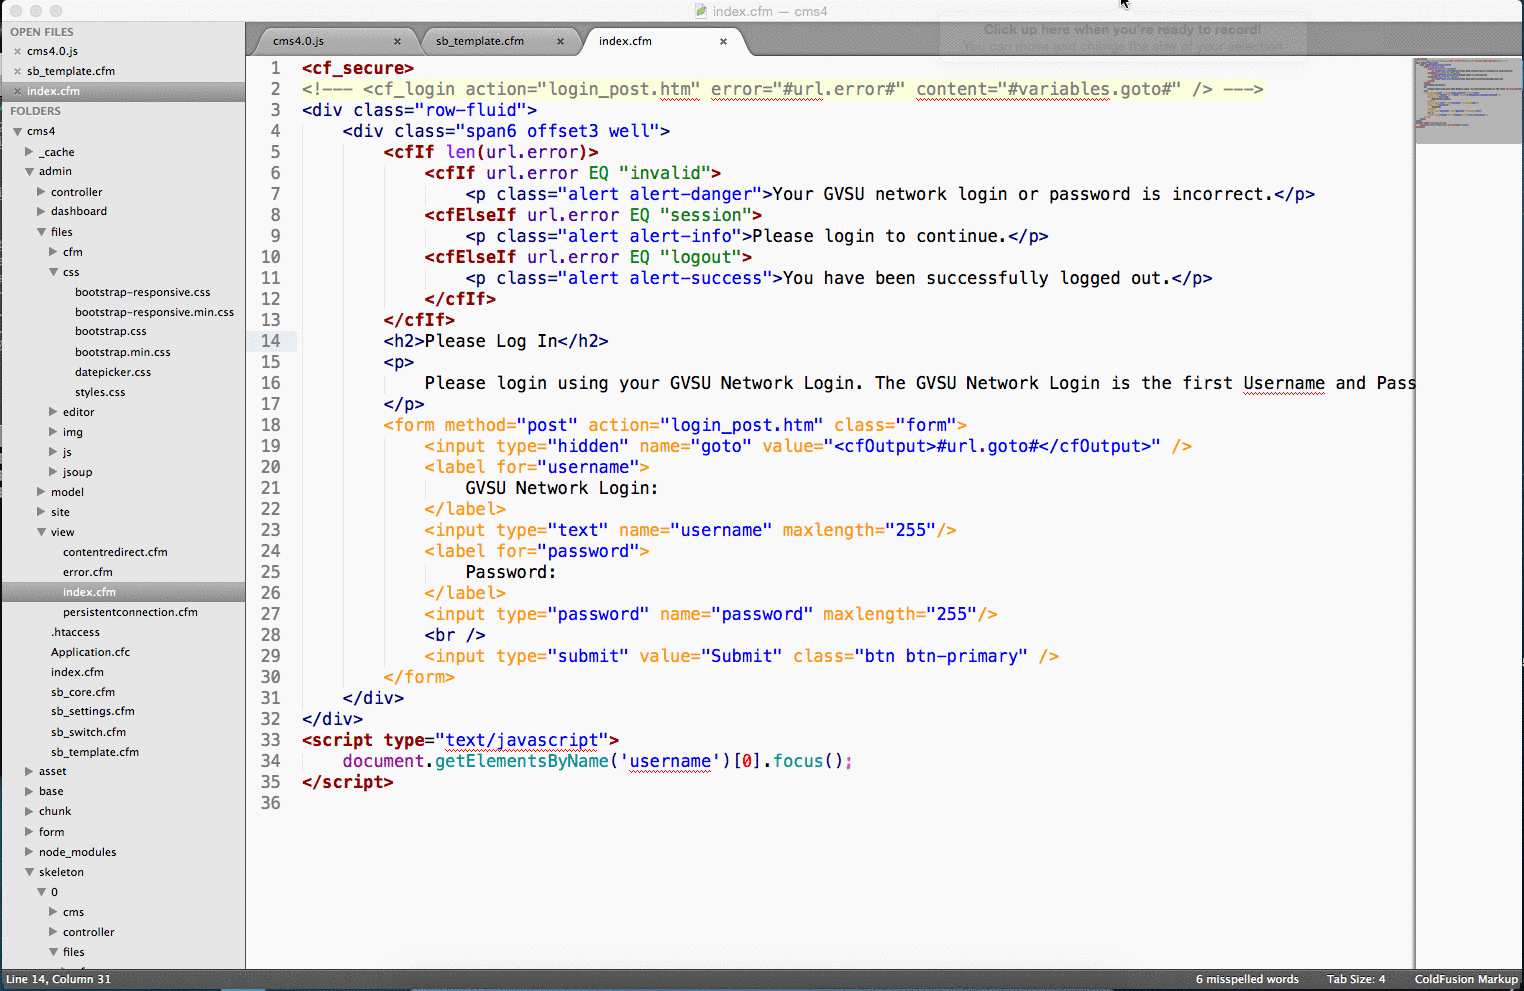 index.cfm — cms4
Click up here when you're ready to record!
You can move and change the size of your selection.
OPEN FILES
cms4.0.js
sb_template.cfm
index.cfm
FOLDERS
cms4
_cache
admin
controller
dashboard
files
cfm
css
bootstrap-responsive.css
bootstrap-responsive.min.css
bootstrap.css
bootstrap.min.css
datepicker.css
styles.css
editor
img
js
jsoup
model
site
view
contentredirect.cfm
error.cfm
index.cfm
persistentconnection.cfm
.htaccess
Application.cfc
index.cfm
sb_core.cfm
sb_settings.cfm
sb_switch.cfm
sb_template.cfm
asset
base
chunk
form
node_modules
skeleton
0
cms
controller
files
cms4.0.js × sb_template.cfm × index.cfm ×
1 <cf_secure>
2 <!--- <cf_login action="login_post.htm" error="#url.error#" content="#variables.goto#" /> --->
3 <div class="row-fluid">
4 <div class="span6 offset3 well">
5 <cfIf len(url.error)>
6 <cfIf url.error EQ "invalid">
7 <p class="alert alert-danger">Your GVSU network login or password is incorrect.</p>
8 <cfElseIf url.error EQ "session">
9 <p class="alert alert-info">Please login to continue.</p>
10 <cfElseIf url.error EQ "logout">
11 <p class="alert alert-success">You have been successfully logged out.</p>
12 </cfIf>
13 </cfIf>
14 <h2>Please Log In</h2>
15 <p>
16 Please login using your GVSU Network Login. The GVSU Network Login is the first Username and Pass
17 </p>
18 <form method="post" action="login_post.htm" class="form">
19 <input type="hidden" name="goto" value="<cfOutput>#url.goto#</cfOutput>" />
20 <label for="username">
21 GVSU Network Login:
22 </label>
23 <input type="text" name="username" maxlength="255"/>
24 <label for="password">
25 Password:
26 </label>
27 <input type="password" name="password" maxlength="255"/>
28 <br />
29 <input type="submit" value="Submit" class="btn btn-primary" />
30 </form>
31 </div>
32 </div>
33 <script type="text/javascript">
34 document.getElementsByName('username')[0].focus();
35 </script>
36
Line 14, Column 31
6 misspelled words
Tab Size: 4
ColdFusion Markup